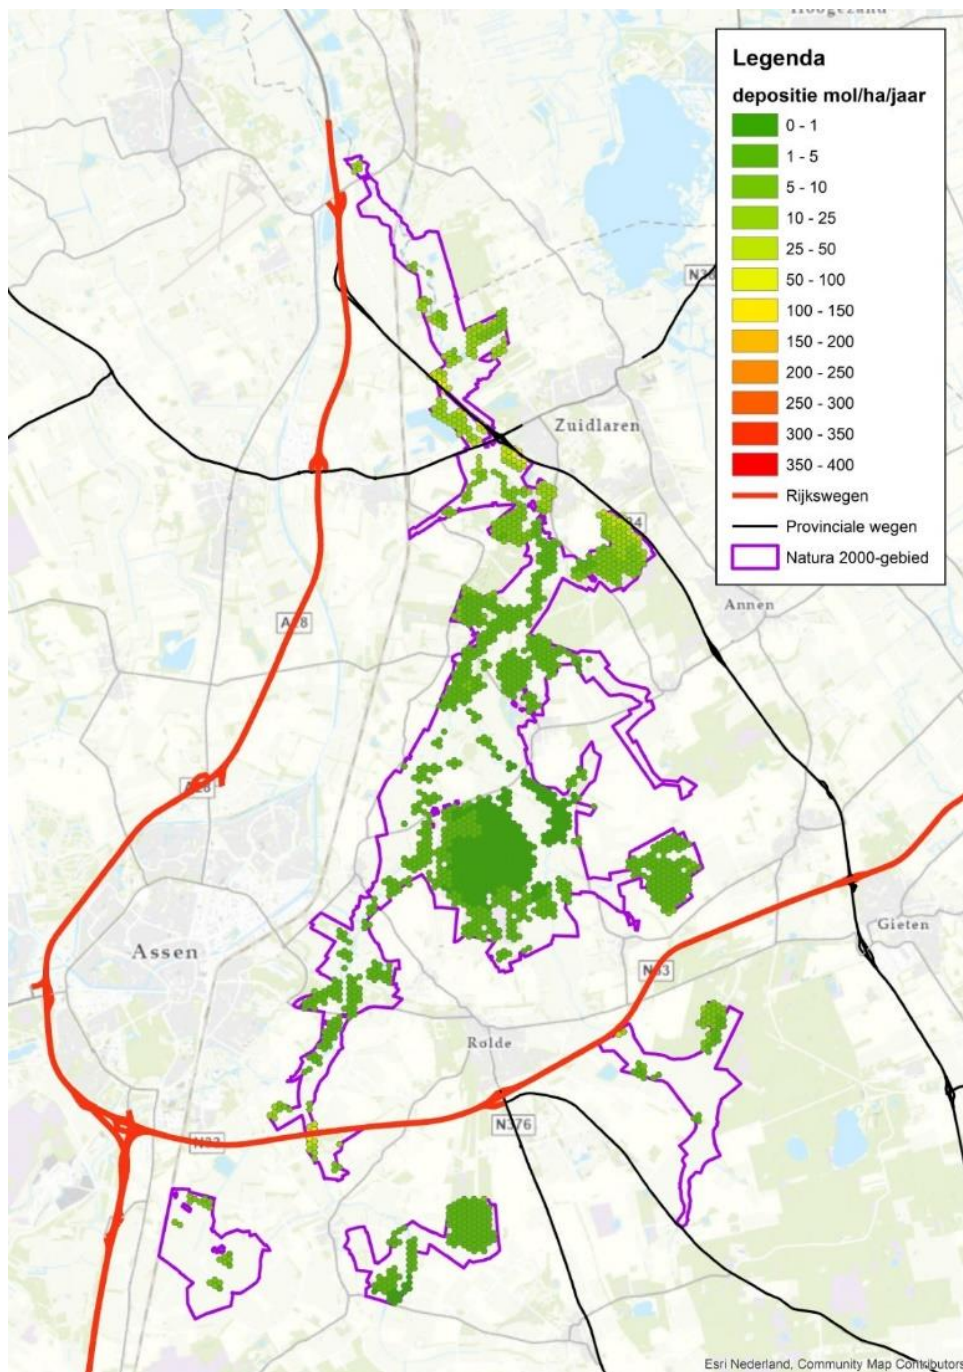 Hoogezand
Legenda
depositie mol/ha/jaar
0 - 1
1 - 5
5 - 10
10 - 25
25 - 50
50 - 100
100 - 150
150 - 200
200 - 250
250 - 300
300 - 350
350 - 400
Rijkswegen
Provinciale wegen
Natura 2000-gebied
Zuidlaren
Annen
A28
A28
Assen
Gieten
N33
Rolde
N376
N33
Esri Nederland, Community Map Contributors